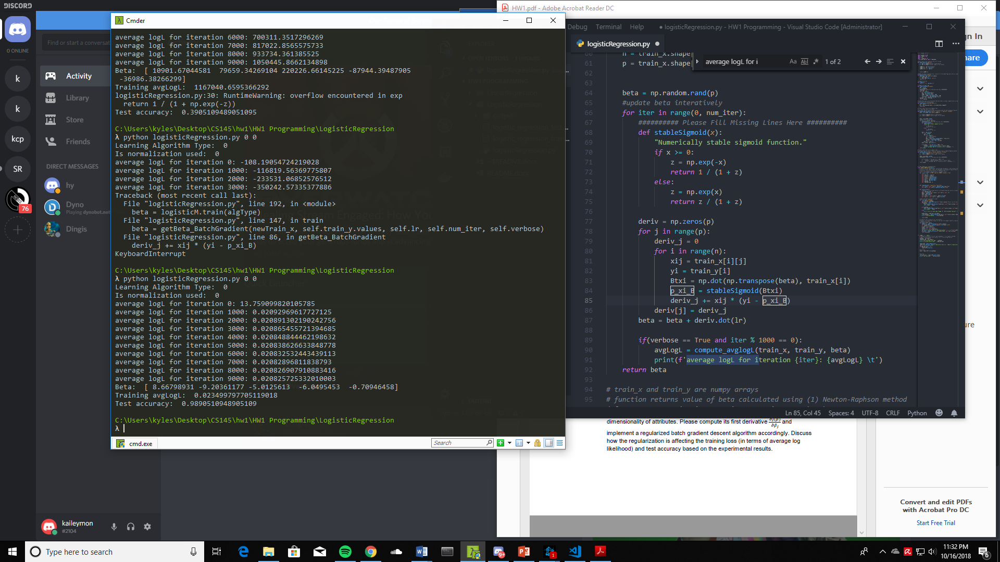 DISCORD
Find or start a conversat
0 ONLINE
k
k
kcp
SR
76
Activity
Library
Store
Friends
DIRECT MESSAGES
hy
Dyno
Playing dynobot.net
Dingis
kaileymon
#2104
Cmder
average logL for iteration 6000: 700311.3517296269
average logL for iteration 7000: 817022.8565575733
average logL for iteration 8000: 933734.361385525
average logL for iteration 9000: 1050445.8662134898
Beta:  [ 10901.67044581  79659.34269104 220226.66145225 -87944.39487905
 -36986.38266299]
Training avgLogL:  1167040.6595366292
logisticRegression.py:30: RuntimeWarning: overflow encountered in exp
  return 1 / (1 + np.exp(-z))
Test accuracy:  0.3905109489051095
C:\Users\kyles\Desktop\CS145\hw1\HW1 Programming\LogisticRegression
λ python logisticRegression.py 0 0
Learning Algorithm Type:  0
Is normalization used:  0
average logL for iteration 0: -108.19054724219028
average logL for iteration 1000: -116819.56369775807
average logL for iteration 2000: -233531.06852576512
average logL for iteration 3000: -350242.57335377886
Traceback (most recent call last):
  File "logisticRegression.py", line 192, in <module>
    beta = logisticM.train(algType)
  File "logisticRegression.py", line 147, in train
    beta = getBeta_BatchGradient(newTrain_x, self.train_y.values, self.lr, self.num_iter, self.verbose)
  File "logisticRegression.py", line 86, in getBeta_BatchGradient
    deriv_j += xij * (yi - p_xi_B)
KeyboardInterrupt
C:\Users\kyles\Desktop\CS145\hw1\HW1 Programming\LogisticRegression
λ python logisticRegression.py 0 0
Learning Algorithm Type:  0
Is normalization used:  0
average logL for iteration 0: 13.759099820105785
average logL for iteration 1000: 0.02092969617727125
average logL for iteration 2000: 0.020891302190242756
average logL for iteration 3000: 0.020865455721394685
average logL for iteration 4000: 0.020848844462198632
average logL for iteration 5000: 0.020838626633848778
average logL for iteration 6000: 0.020832532443439113
average logL for iteration 7000: 0.020828968118387​93
average logL for iteration 8000: 0.020826907910883416
average logL for iteration 9000: 0.020825725332010003
Beta:  [ 8.66798931 -9.20361177 -5.0125613  -6.0495453  -0.70946458]
Training avgLogL:  0.023499797705119018
Test accuracy:  0.9890510948905109
C:\Users\kyles\Desktop\CS145\hw1\HW1 Programming\LogisticRegression
λ
cmd.exe
Search
HW1.pdf - Adobe Acrobat Reader DC
Debug Terminal Help ● logisticRegression.py - HW1 Programming - Visual Studio Code [Administrator]
logisticRegression.py
average logL for i
Aa Abl .* 1 of 2
60 n = train_x.shape[
61 p = train_x.shape[
62
63
64 beta = np.random.rand(p)
65 #update beta interatively
66 for iter in range(0, num_iter):
67 ########## Please Fill Missing Lines Here ##########
68 def stableSigmoid(x):
69 "Numerically stable sigmoid function."
70 if x >= 0:
71 z = np.exp(-x)
72 return 1 / (1 + z)
73 else:
74 z = np.exp(x)
75 return z / (1 + z)
76
77 deriv = np.zeros(p)
78 for j in range(p):
79 deriv_j = 0
80 for i in range(n):
81 xij = train_x[i][j]
82 yi = train_y[i]
83 Btxi = np.dot(np.transpose(beta), train_x[i])
84 p_xi_B = stableSigmoid(Btxi)
85 deriv_j += xij * (yi - p_xi_B)
86 deriv[j] = deriv_j
87 beta = beta + deriv.dot(lr)
88
89 if(verbose == True and iter % 1000 == 0):
90 avgLogL = compute_avglogL(train_x, train_y, beta)
91 print(f'average logL for iteration {iter}: {avgLogL} \t')
92 return beta
93
94 # train_x and train_y are numpy arrays
95 # function returns value of beta calculated using (1) Newton-Raphson method
Ln 85, Col 45 Spaces: 4 UTF-8 CRLF Python
dimensionality of attributes. Please compute its first derivative ∂J(β)/∂βj and
implement a regularized batch gradient descent algorithm accordingly. Discuss
how the regularization is affecting the training loss (in terms of average log
likelihood) and test accuracy based on the experimental results.
n In
are
ure
Convert and edit PDFs
with Acrobat Pro DC
Start Free Trial
Type here to search
9+
1
11:32 PM
10/16/2018
6